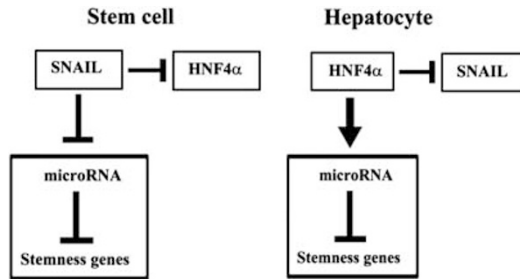 Stem cell
Hepatocyte
SNAIL
HNF4α
HNF4α
SNAIL
microRNA
microRNA
Stemness genes
Stemness genes